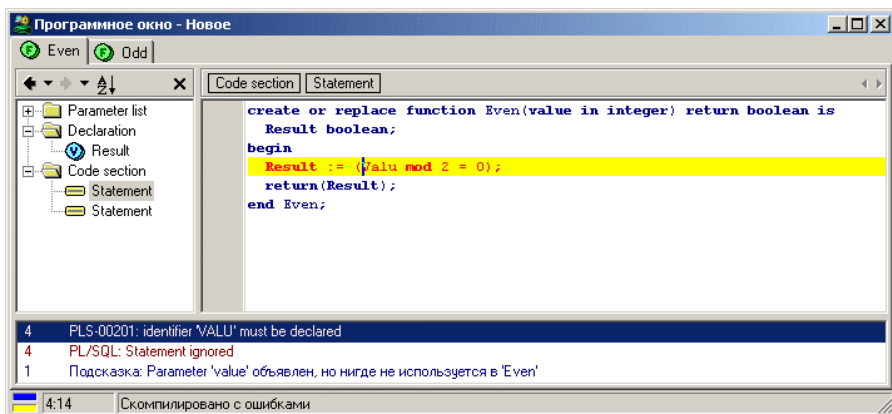 Программное окно - Новое
Even Odd
Code section Statement
Parameter list
Declaration
Result
Code section
Statement
Statement
create or replace function Even(value in integer) return boolean is
Result boolean;
begin
Result := (Valu mod 2 = 0);
return(Result);
end Even;
4 PLS-00201: identifier 'VALU' must be declared
4 PL/SQL: Statement ignored
1 Подсказка: Parameter 'value' объявлен, но нигде не используется в 'Even'
4:14 Скомпилировано с ошибками